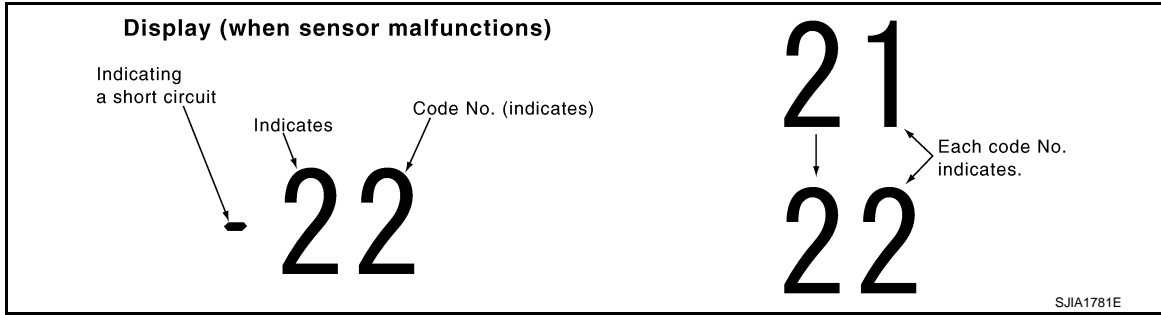 Display (when sensor malfunctions)
Indicating
a short circuit
Indicates
Code No. (indicates)
- 22
21
Each code No.
indicates.
22
SJIA1781E